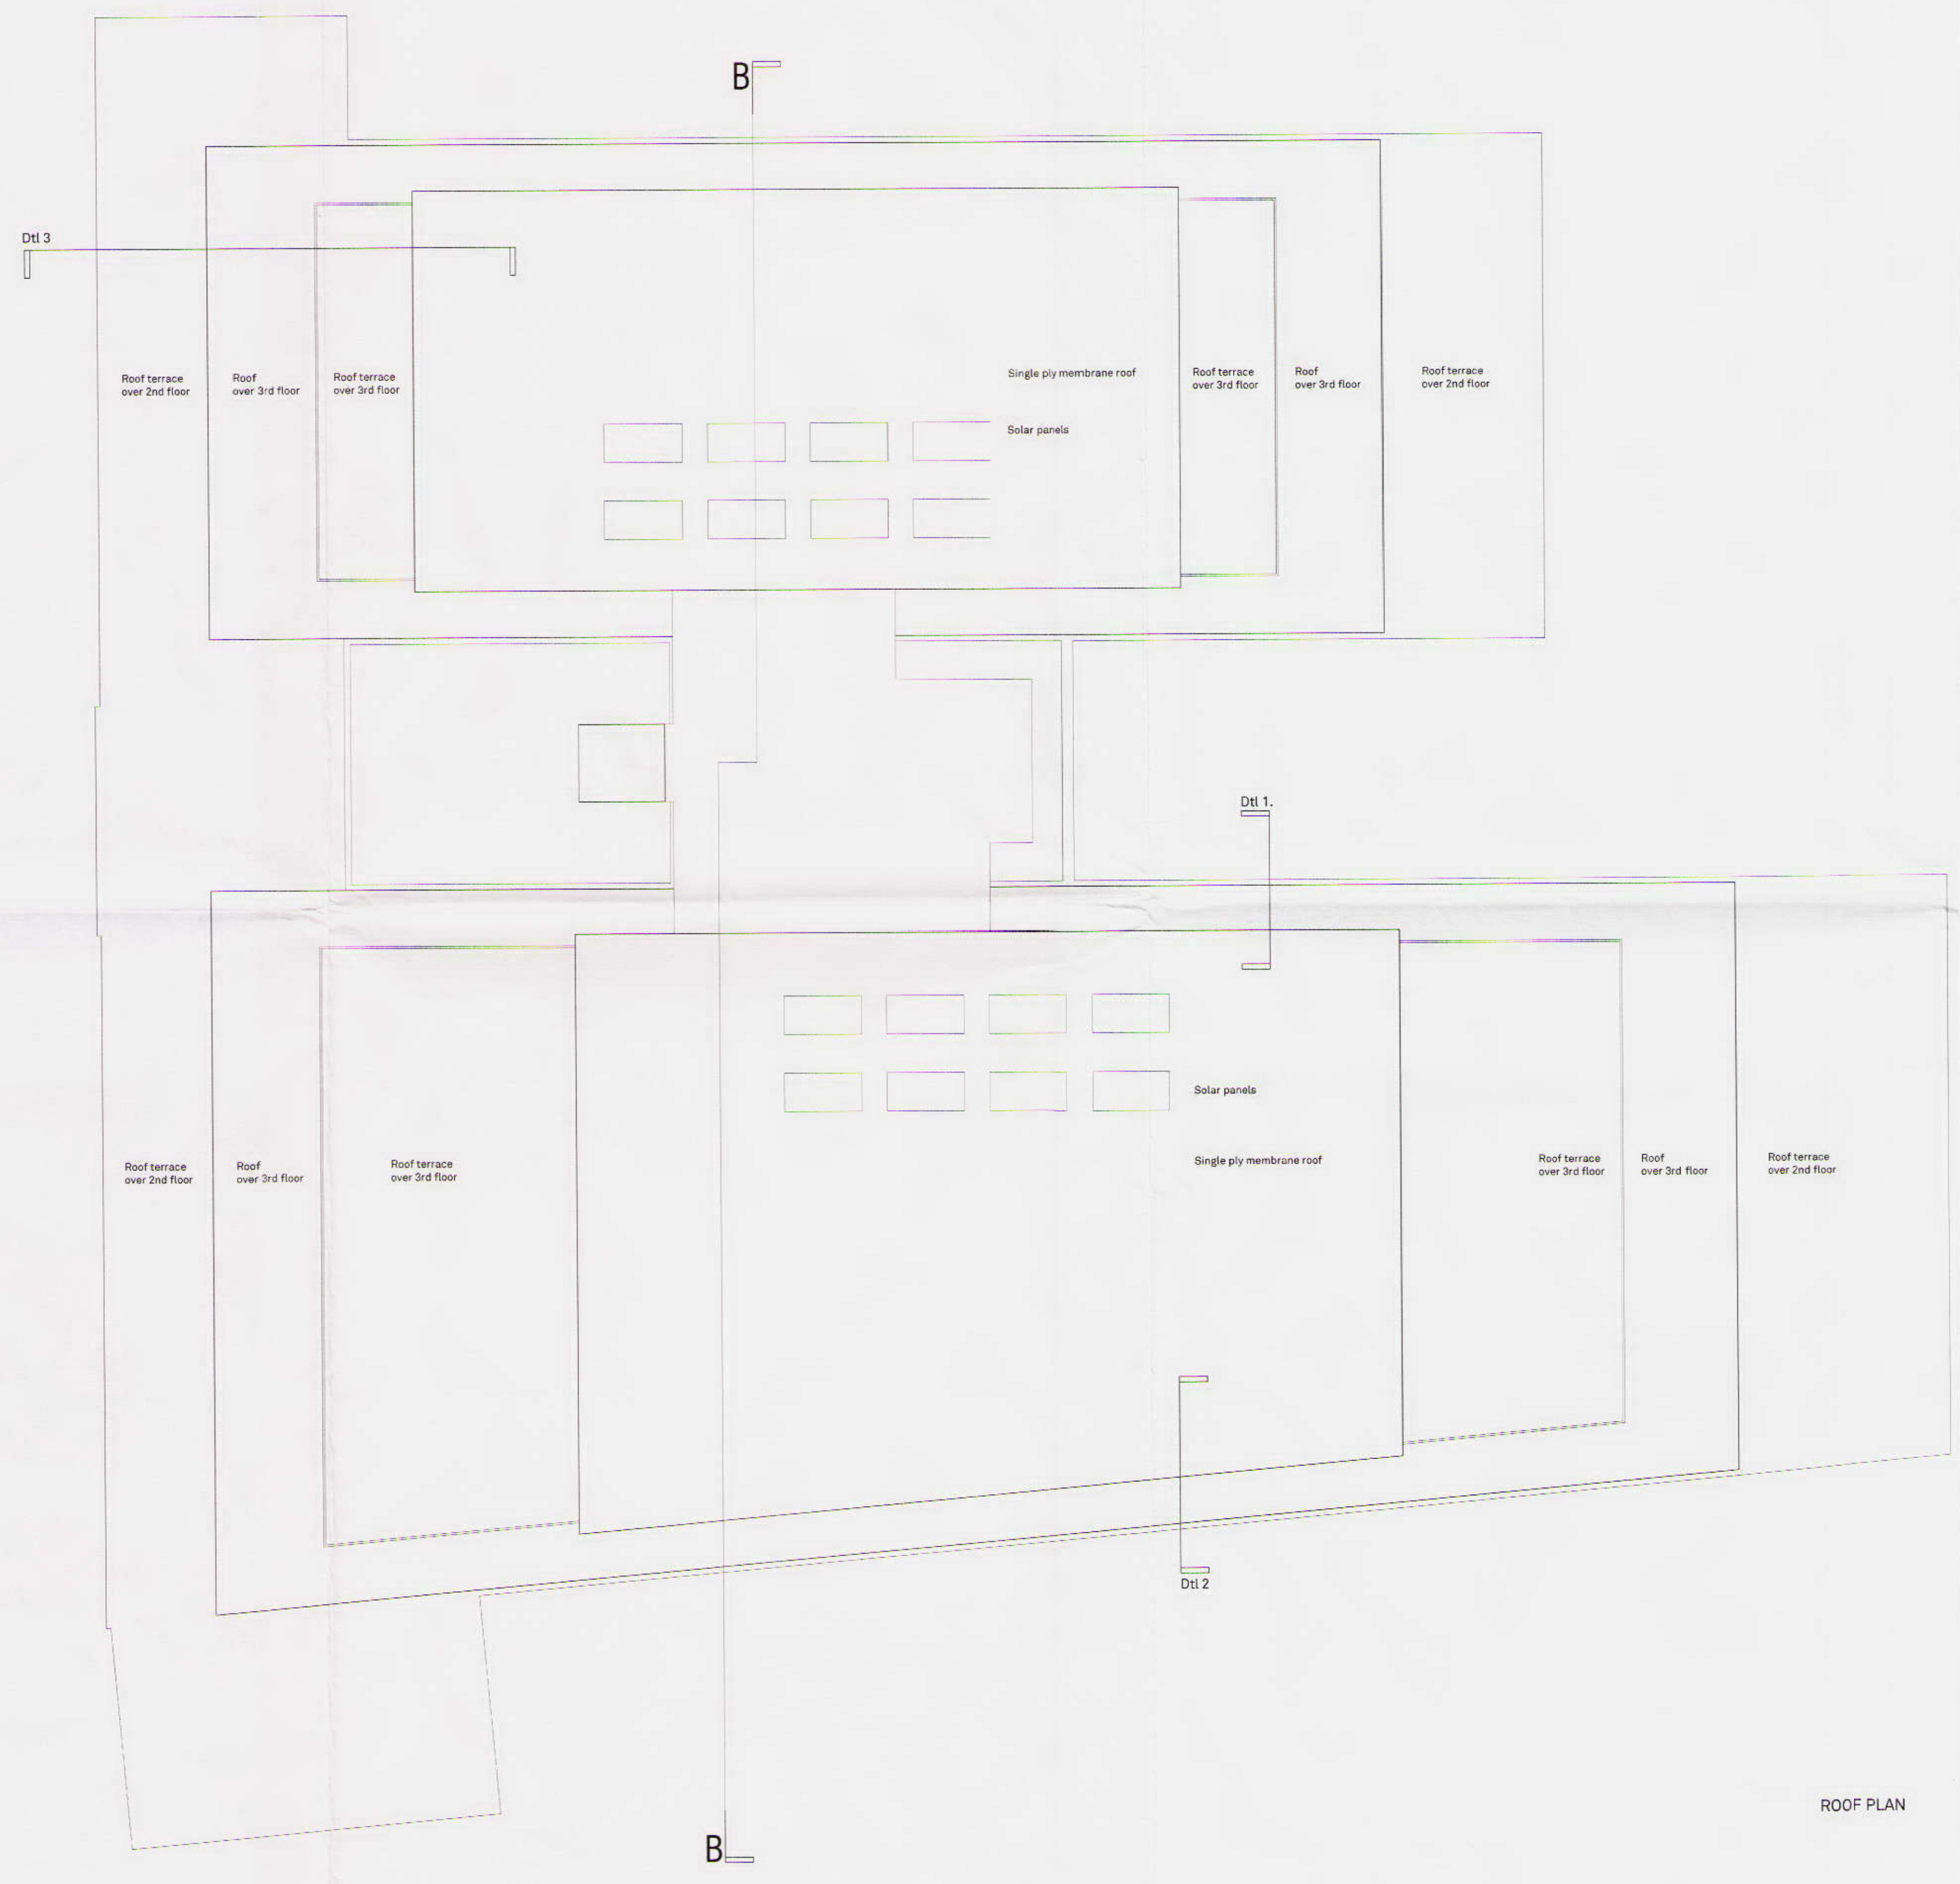 B
Dtl 3
Roof terrace
over 2nd floor
Roof
over 3rd floor
Roof terrace
over 3rd floor
Single ply membrane roof
Solar panels
Roof terrace
over 3rd floor
Roof
over 3rd floor
Roof terrace
over 2nd floor
Dtl 1.
Solar panels
Single ply membrane roof
Roof terrace
over 2nd floor
Roof
over 3rd floor
Roof terrace
over 3rd floor
Roof terrace
over 3rd floor
Roof
over 3rd floor
Roof terrace
over 2nd floor
Dtl 2
ROOF PLAN
B